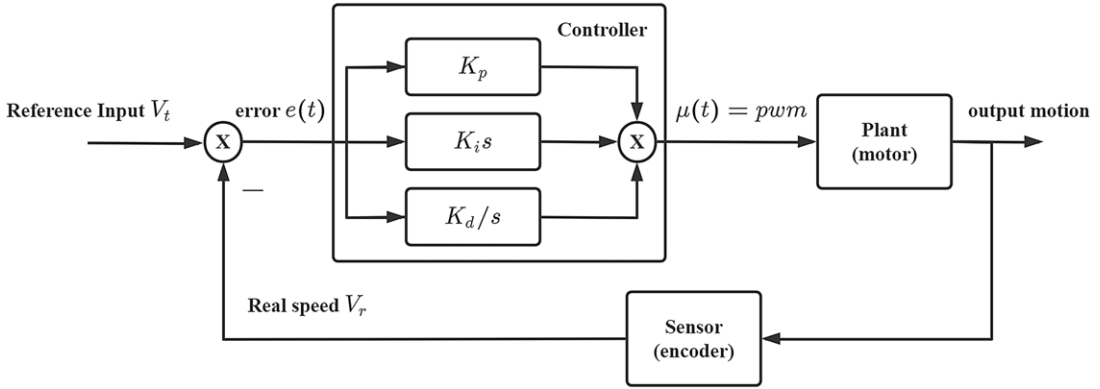 Controller
K_p
Reference Input V_t
error e(t)
μ(t) = pwm
output motion
X
K_i s
X
Plant
(motor)
—
K_d/s
Real speed V_r
Sensor
(encoder)